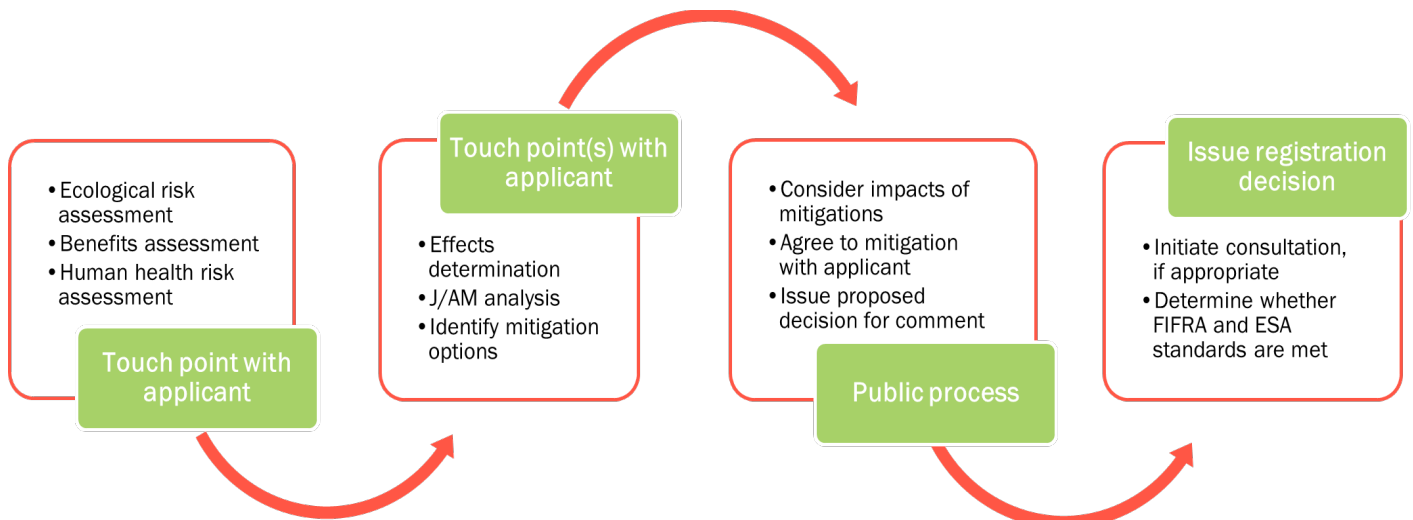 • Ecological risk
assessment
• Benefits assessment
• Human health risk
assessment
Touch point with
applicant
Touch point(s) with
applicant
• Effects
determination
• J/AM analysis
• Identify mitigation
options
• Consider impacts of
mitigations
• Agree to mitigation
with applicant
• Issue proposed
decision for comment
Public process
Issue registration
decision
• Initiate consultation,
if appropriate
• Determine whether
FIFRA and ESA
standards are met